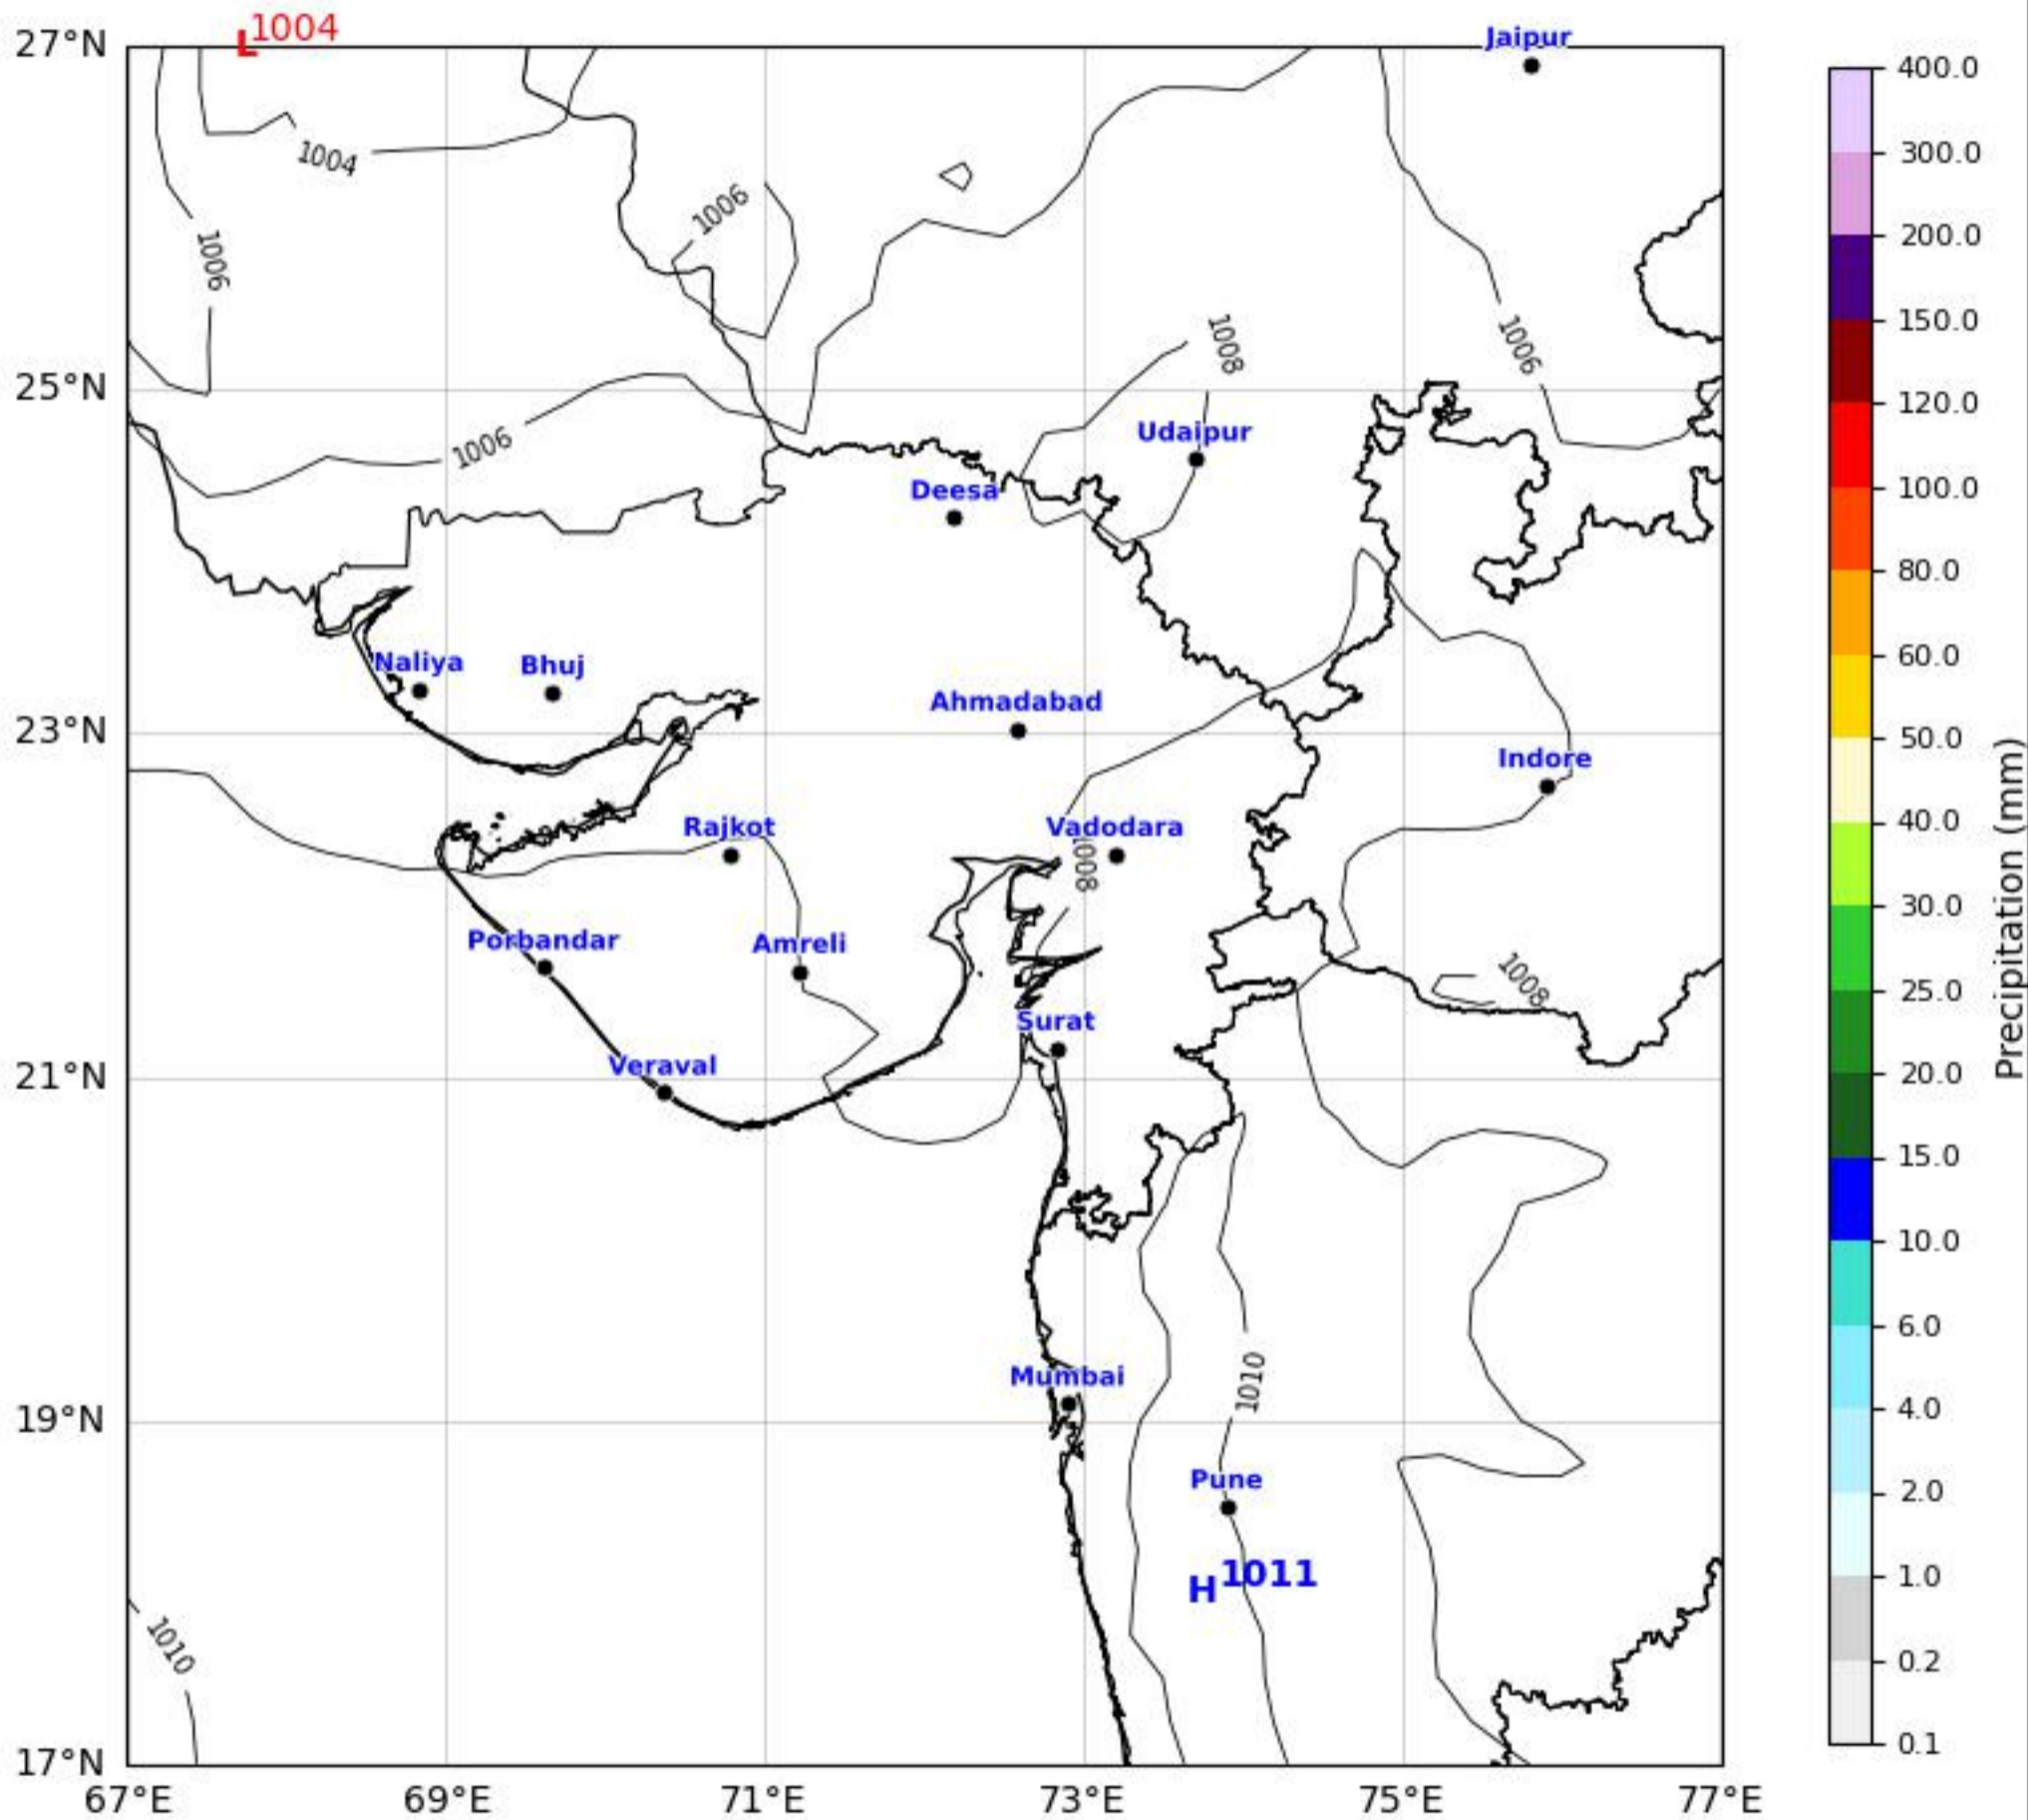 L 1004
27°N
Jaipur
400.0
1004
300.0
1006
200.0
1006
1008
150.0
1006
25°N
120.0
Udaipur
1006
Deesa
100.0
80.0
Naliya
Bhuj
60.0
Ahmadabad
23°N
50.0
Indore
Rajkot
Vadodara
40.0
1008
30.0
Porbandar
Amreli
1008
25.0
Precipitation (mm)
Surat
Veraval
21°N
20.0
15.0
10.0
6.0
Mumbai
1010
4.0
19°N
Pune
2.0
H 1011
1.0
1010
0.2
17°N
0.1
67°E 69°E 71°E 73°E 75°E 77°E